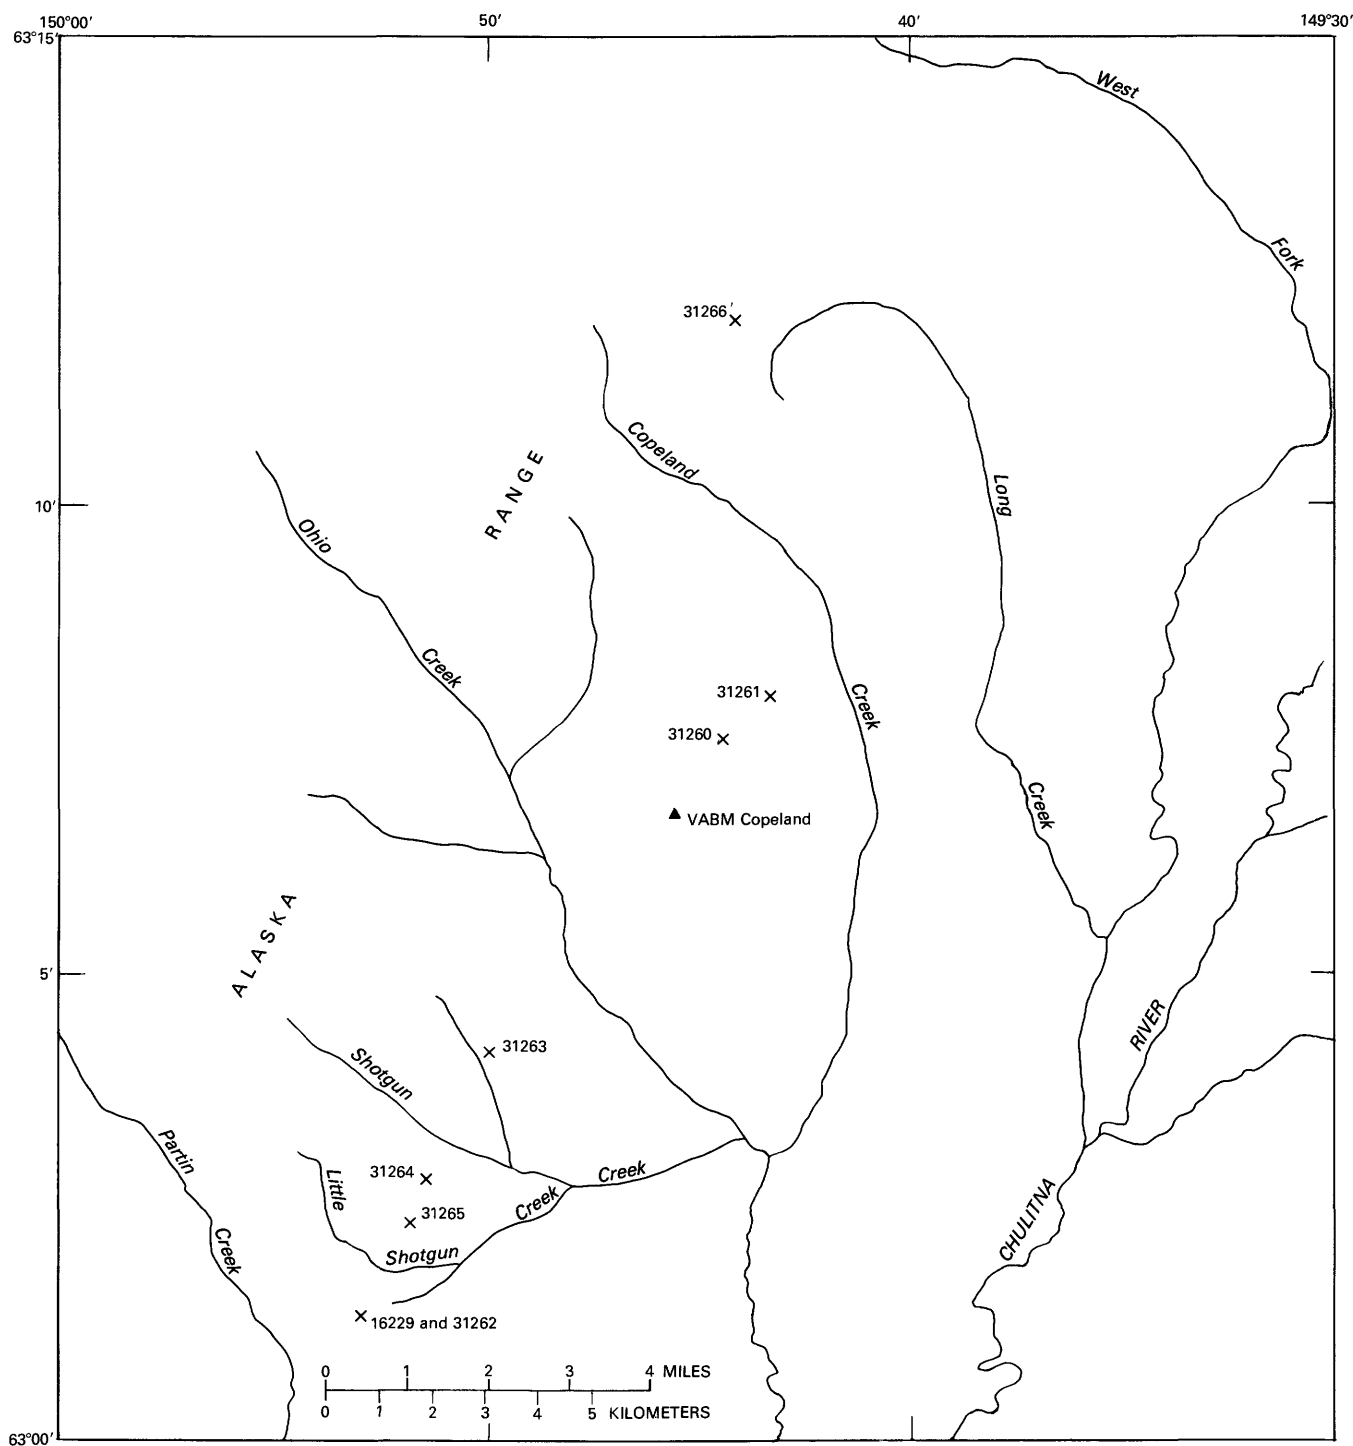 150°00′ 50′ 40′ 149°30′
63°15′
West
Fork
31266′
Copeland
RANGE
Long
10′
Ohio
Creek
31261
Creek
31260
Creek
VABM Copeland
ALASKA
5′
RIVER
31263
Shotgun
Partin
31264
Little
Creek
Creek
31265
CHULITNA
Creek
Shotgun
16229 and 31262
0 1 2 3 4 MILES
0 1 2 3 4 5 KILOMETERS
63°00′